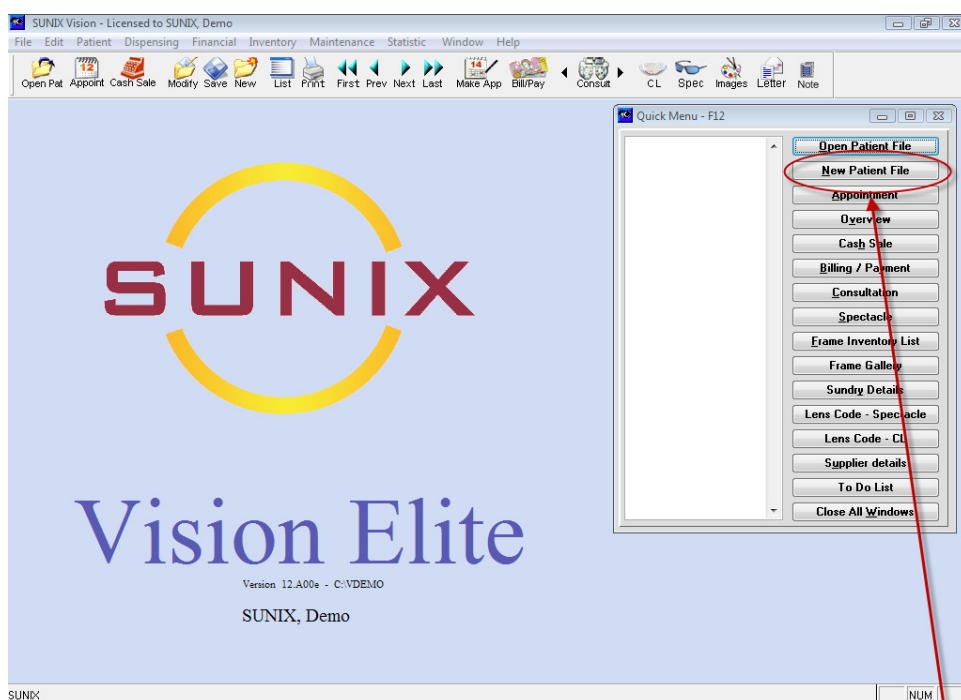 SUNIX Vision - Licensed to SUNIX, Demo
File Edit Patient Dispensing Financial Inventory Maintenance Statistic Window Help
12 14
Open Pat Appoint Cash Sale Modify Save New List Print First Prev Next Last Make App Bill/Pay Consult CL Spec Images Letter Note
Quick Menu - F12
Open Patient File
New Patient File
Appointment
Overview
Cash Sale
Billing / Payment
Consultation
Spectacle
Frame Inventory List
Frame Gallery
Sundry Details
Lens Code - Spectacle
Lens Code - CL
Supplier details
To Do List
Close All Windows
SUNIX
Vision Elite
Version 12.A00e - C:\VDEMO
SUNIX, Demo
SUNIX
NUM